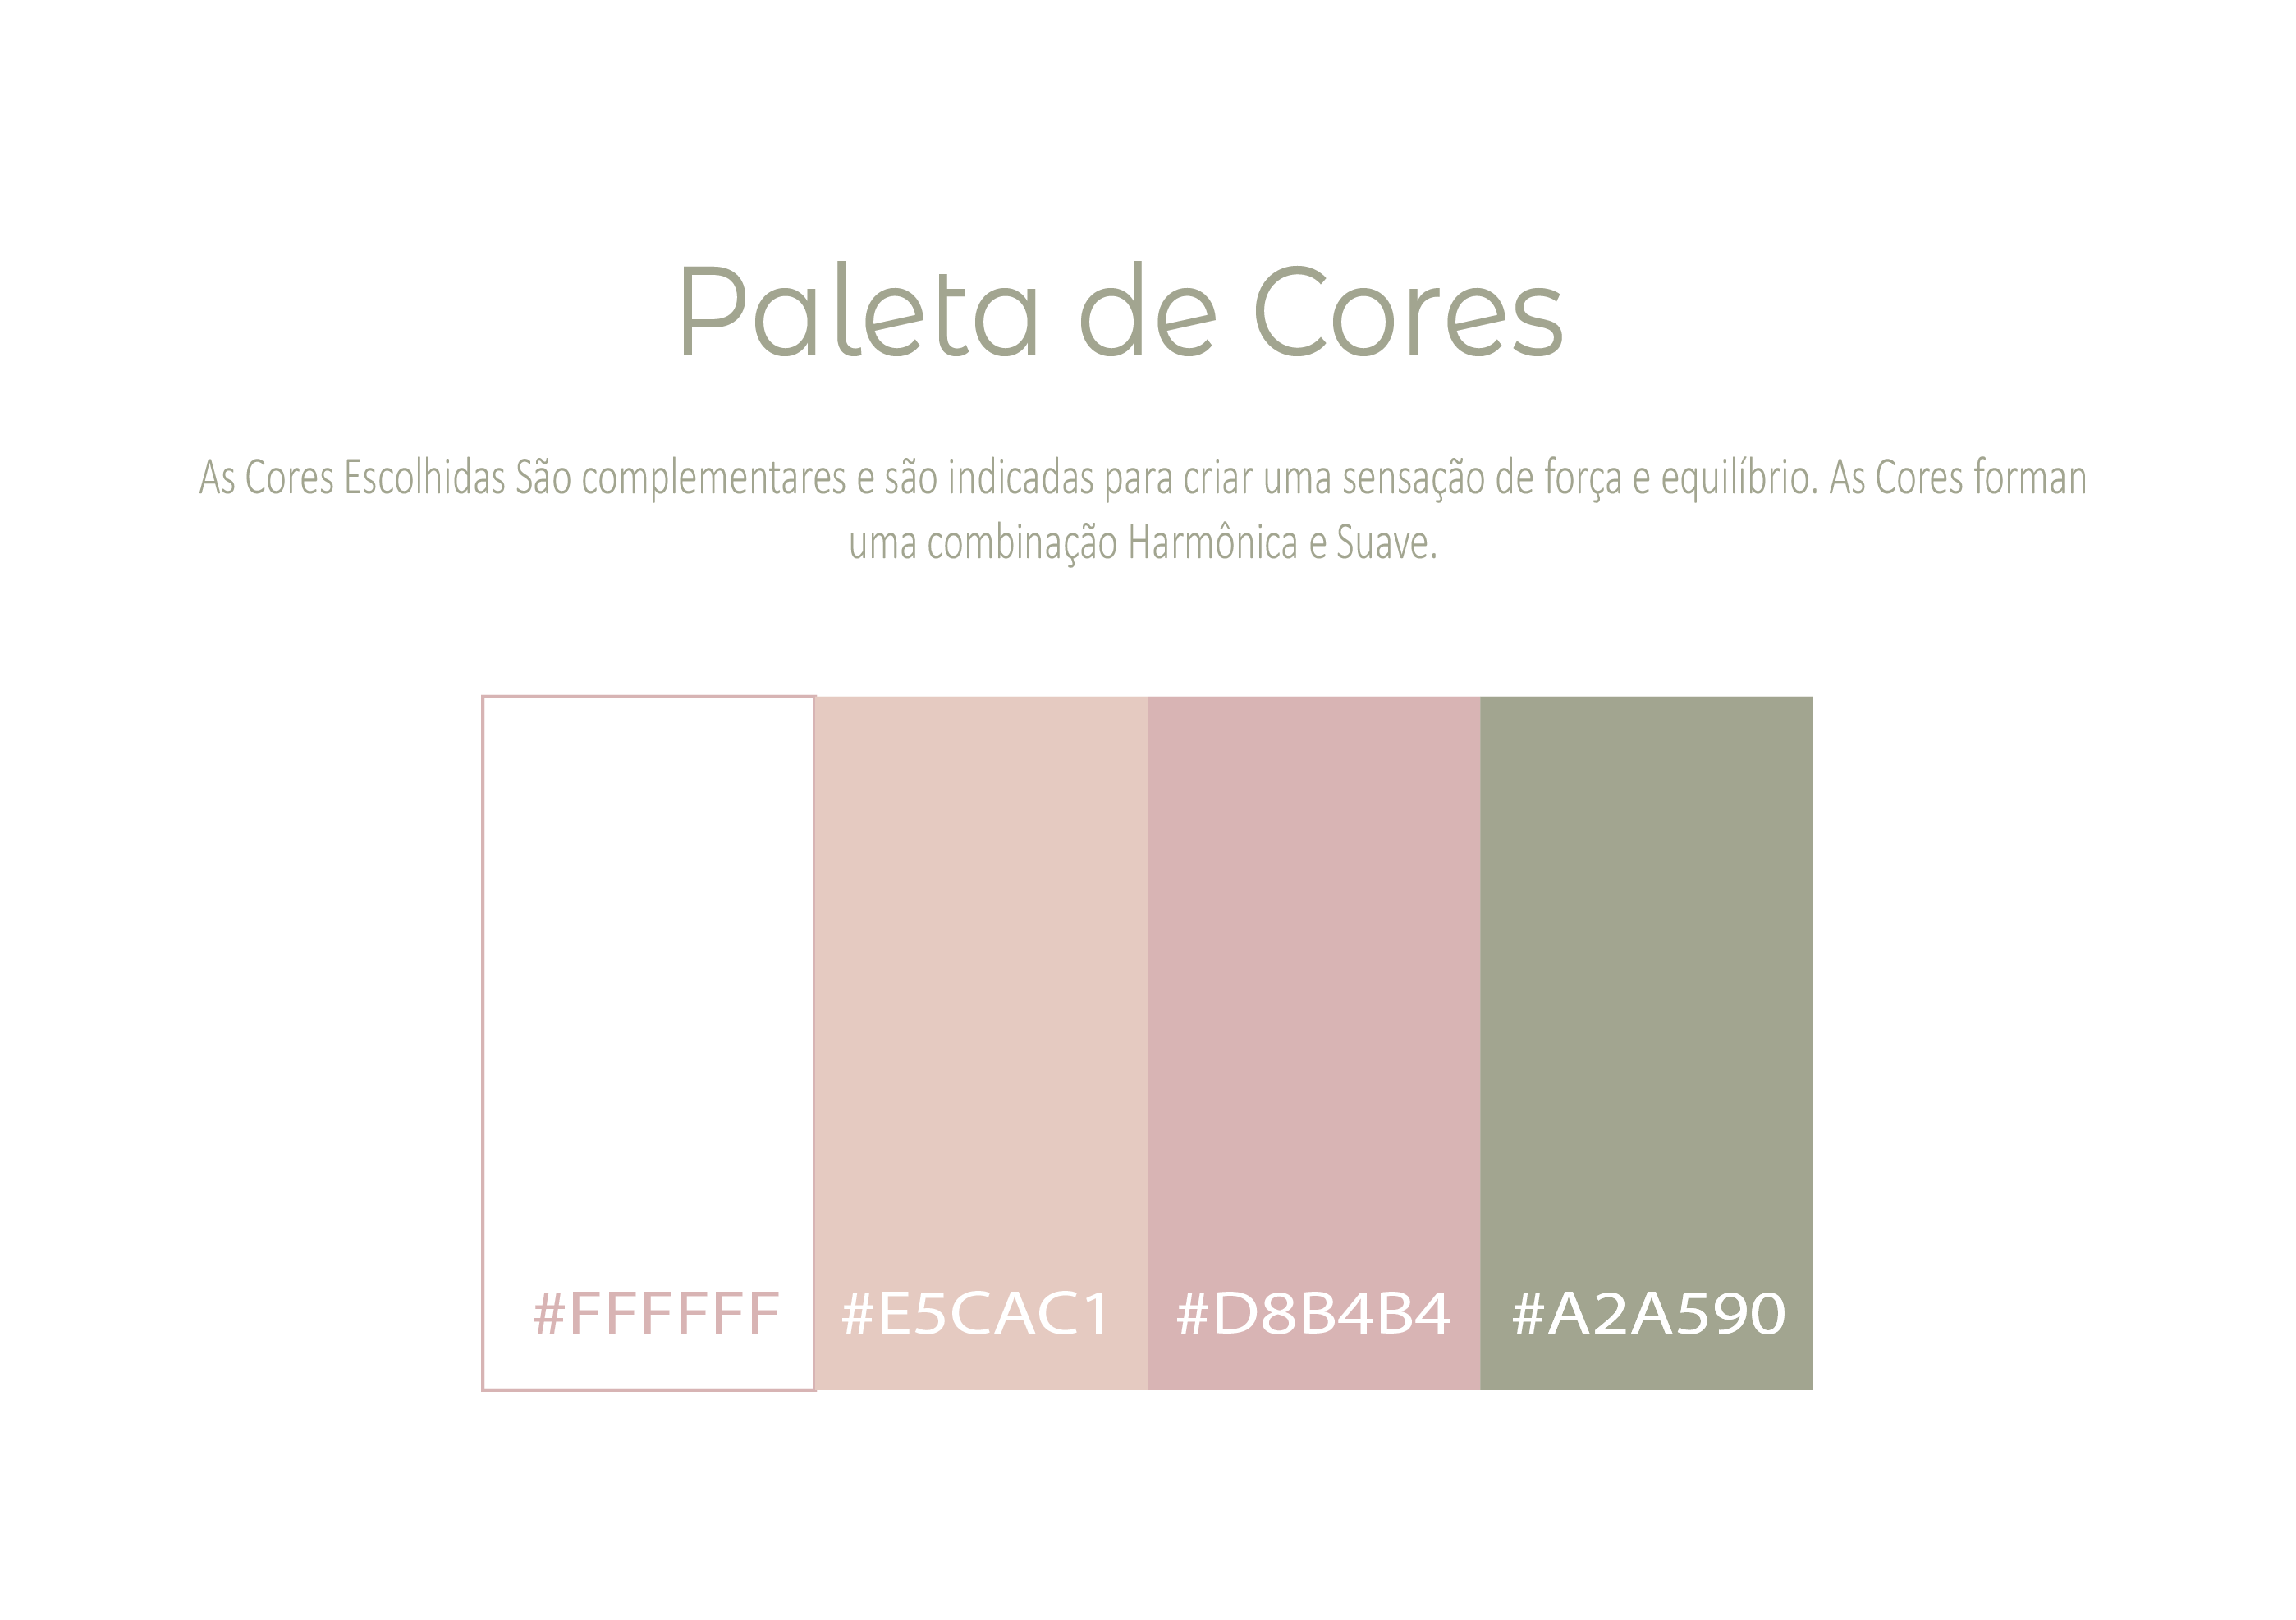 Paleta de Cores
As Cores Escolhidas São complementares e são indicadas para criar uma sensação de força e equilíbrio. As Cores forman
uma combinação Harmônica e Suave.
#FFFFFF #E5CAC1 #D8B4B4 #A2A590